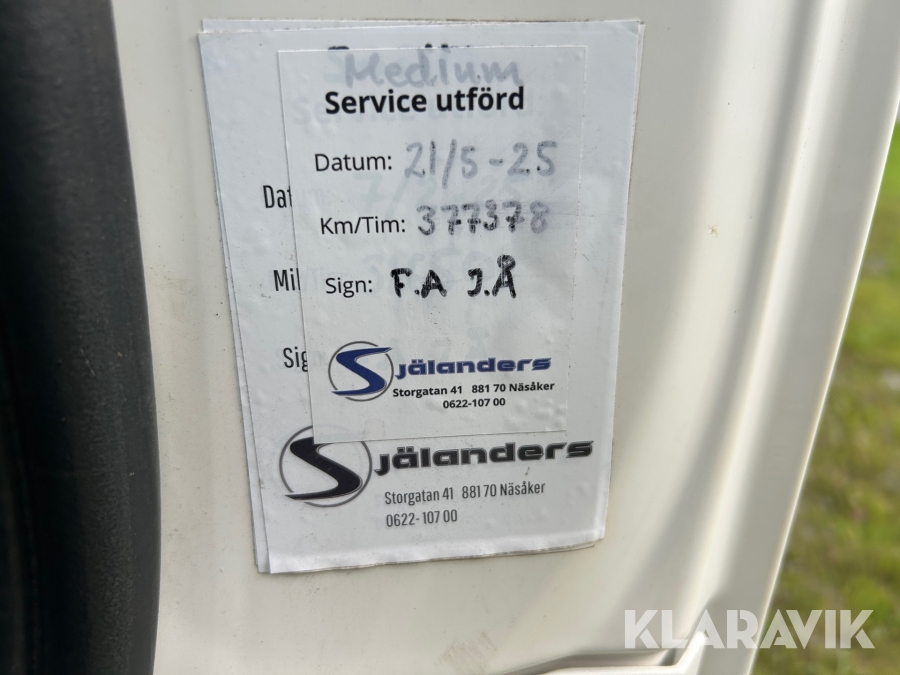 Medium
Service utförd
Datum: 21/5-25
Km/Tim: 377378
Sign: F.A J.Å
Själanders
Storgatan 41 881 70 Näsåker
0622-107 00
Dat
Mil
Sig
Själanders
Storgatan 41 881 70 Näsåker
0622-107 00
KLARAVIK